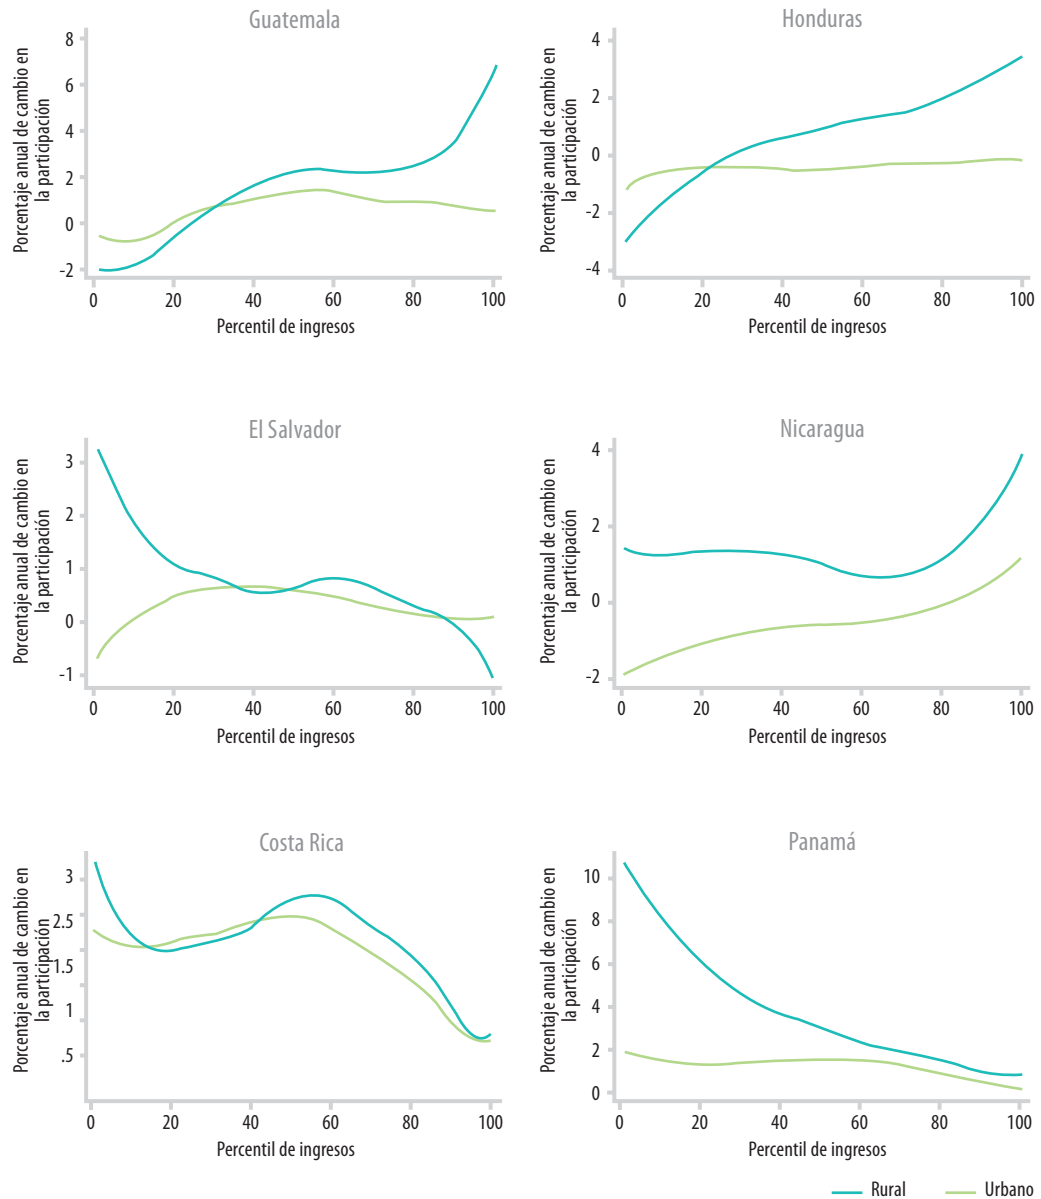 Guatemala
Porcentaje anual de cambio en
la participación
8
6
4
2
0
-2
0 20 40 60 80 100
Percentil de ingresos
Honduras
Porcentaje anual de cambio en
la participación
4
2
0
-2
-4
0 20 40 60 80 100
Percentil de ingresos
El Salvador
Porcentaje anual de cambio en
la participación
3
2
1
0
-1
0 20 40 60 80 100
Percentil de ingresos
Nicaragua
Porcentaje anual de cambio en
la participación
4
2
0
-2
0 20 40 60 80 100
Percentil de ingresos
Costa Rica
Porcentaje anual de cambio en
la participación
3
2.5
1.5
1
.5
0 20 40 60 80 100
Percentil de ingresos
Panamá
Porcentaje anual de cambio en
la participación
10
8
6
4
2
0
0 20 40 60 80 100
Percentil de ingresos
Rural Urbano